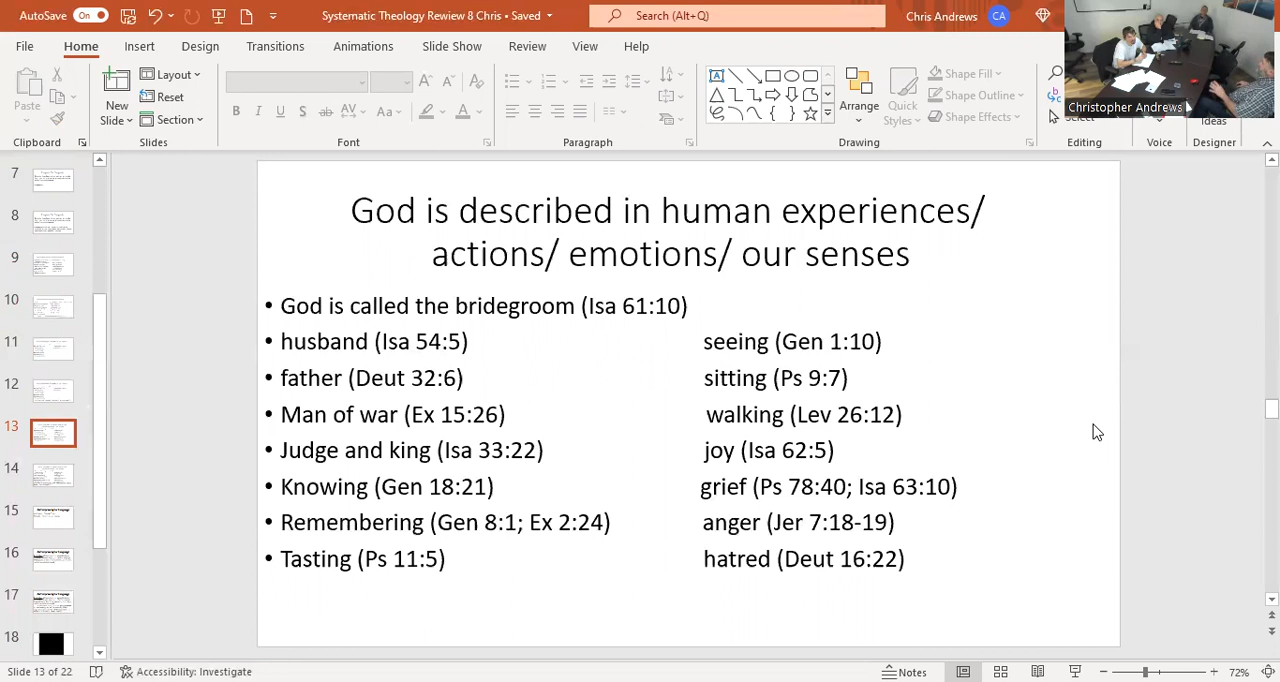 AutoSave On Systematic Theology Rewiew 8 Chris • Saved Search (Alt+Q) Chris Andrews CA
File Home Insert Design Transitions Animations Slide Show Review View Help
Christopher Andrews
Paste New Slide Layout Reset Section
B I U S ab AV Aa A
Arrange Quick Styles Shape Fill Shape Outline Shape Effects
Select Ideas
Clipboard Slides Font Paragraph Drawing Editing Voice Designer
7
8
9
10
11
12
13
14
15
16
17
18
God is described in human experiences/
actions/ emotions/ our senses
• God is called the bridegroom (Isa 61:10)
• husband (Isa 54:5) seeing (Gen 1:10)
• father (Deut 32:6) sitting (Ps 9:7)
• Man of war (Ex 15:26) walking (Lev 26:12)
• Judge and king (Isa 33:22) joy (Isa 62:5)
• Knowing (Gen 18:21) grief (Ps 78:40; Isa 63:10)
• Remembering (Gen 8:1; Ex 2:24) anger (Jer 7:18-19)
• Tasting (Ps 11:5) hatred (Deut 16:22)
Slide 13 of 22 Accessibility: Investigate Notes 72%